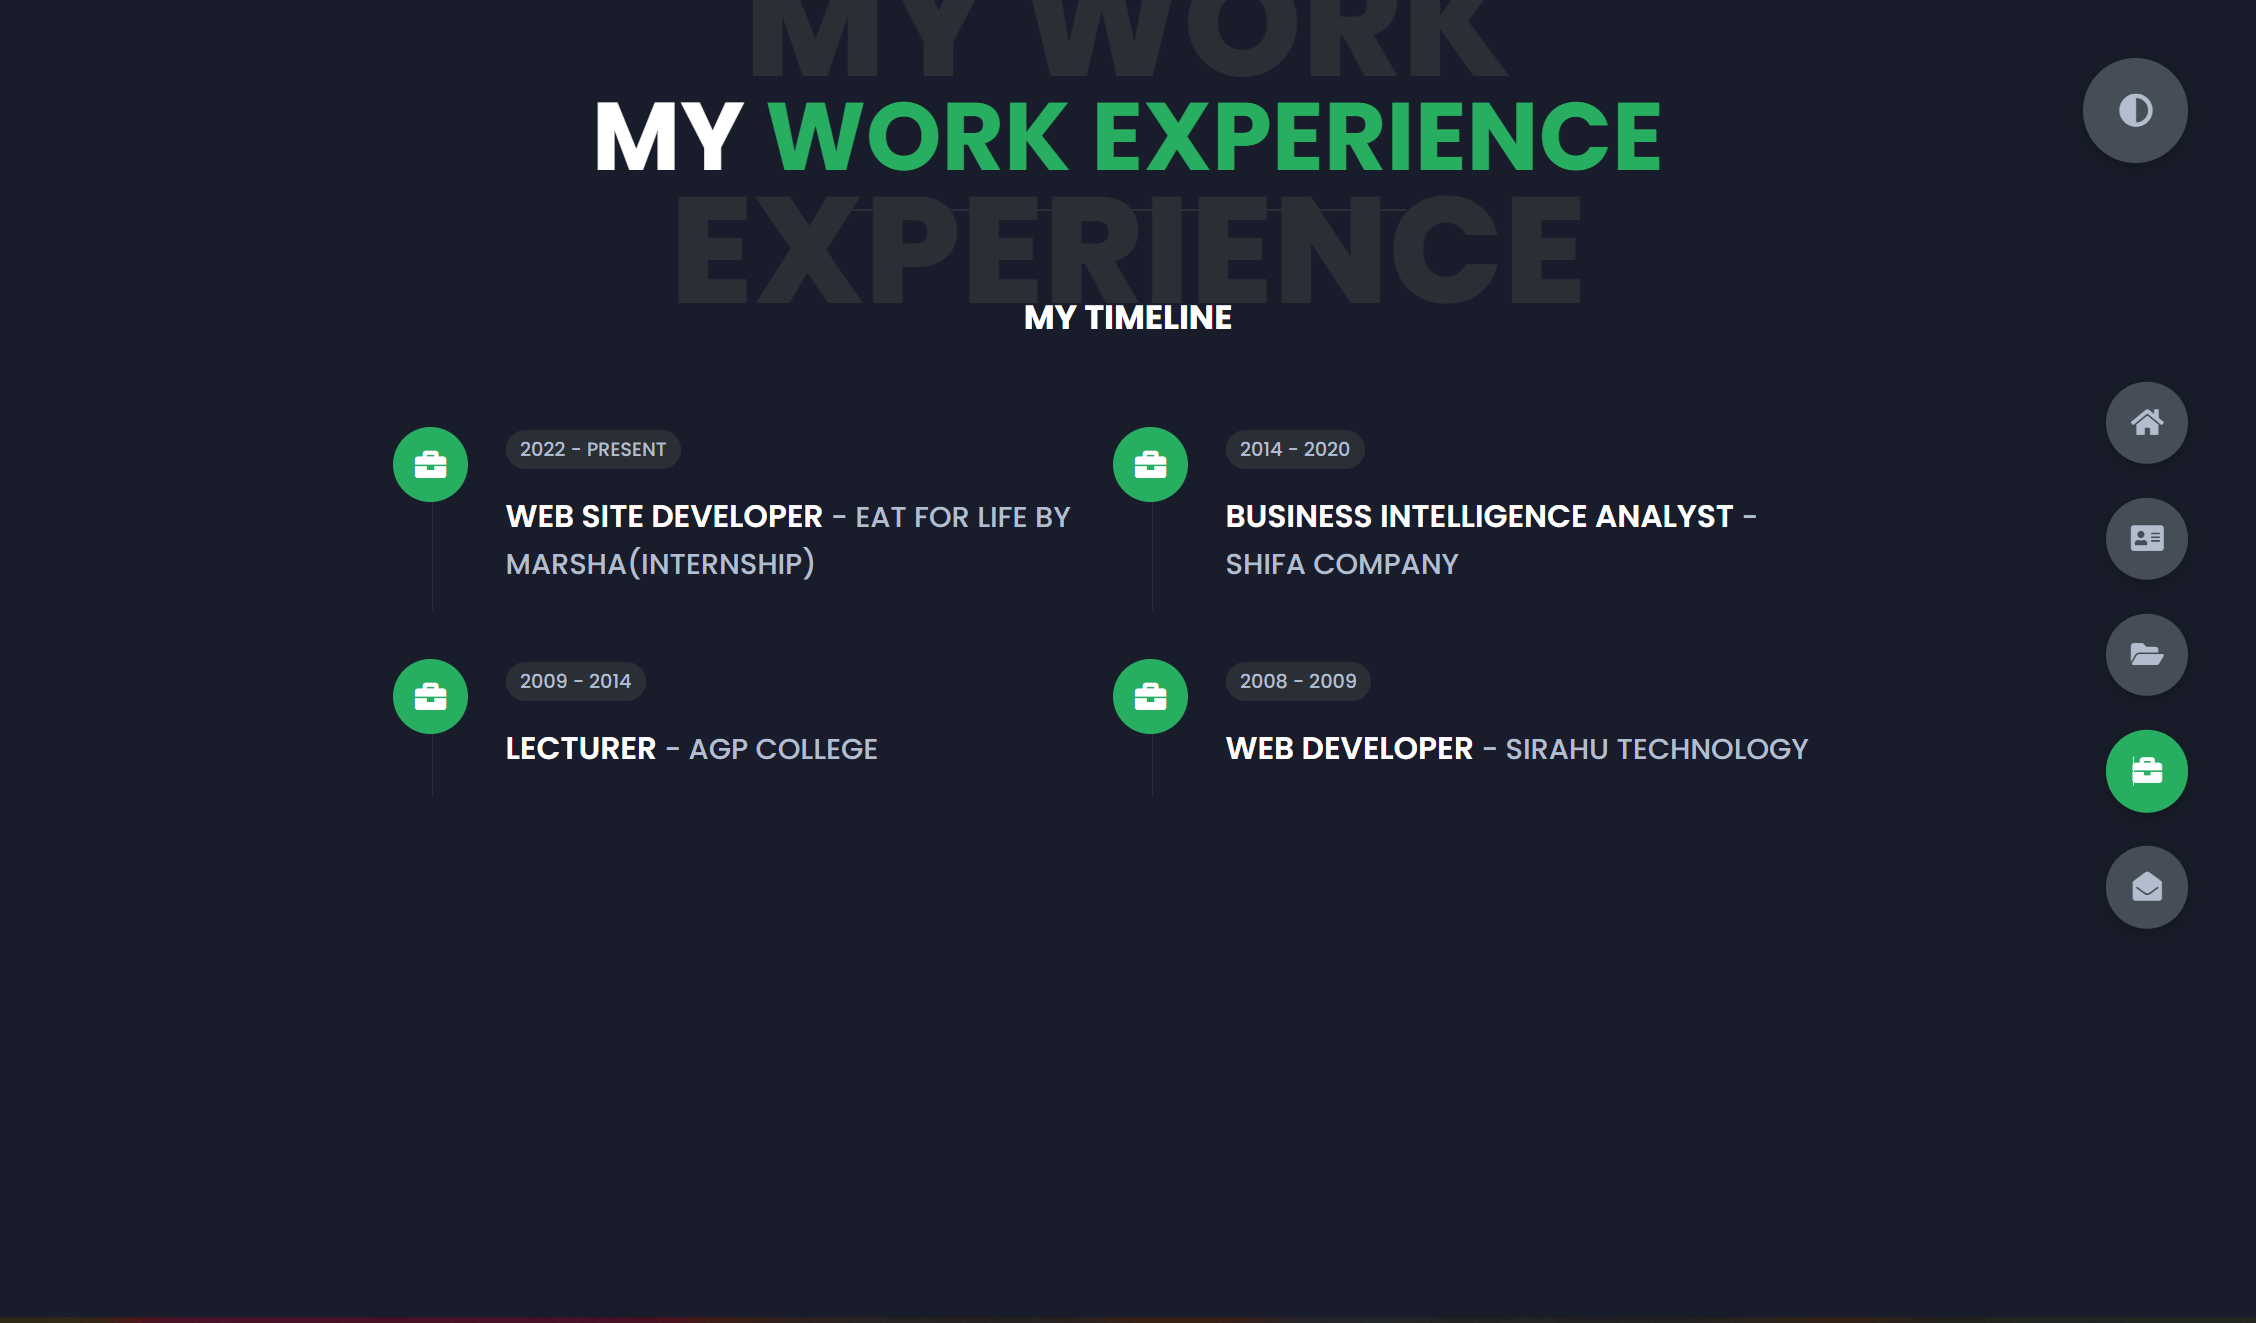 MY WORK
MY WORK EXPERIENCE
EXPERIENCE
MY TIMELINE
2022 - PRESENT
WEB SITE DEVELOPER - EAT FOR LIFE BY
MARSHA(INTERNSHIP)
2014 - 2020
BUSINESS INTELLIGENCE ANALYST -
SHIFA COMPANY
2009 - 2014
LECTURER - AGP COLLEGE
2008 - 2009
WEB DEVELOPER - SIRAHU TECHNOLOGY